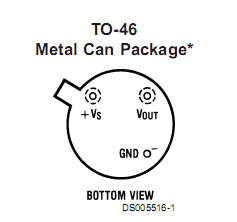 TO-46
Metal Can Package*
+VS VOUT
GND –
BOTTOM VIEW
DS005516-1